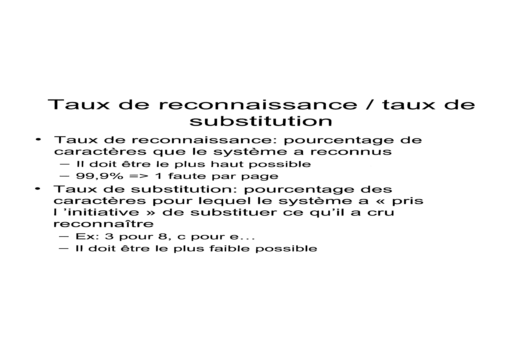 Taux de reconnaissance / taux de
substitution
• Taux de reconnaissance: pourcentage de
caractères que le système a reconnus
– Il doit être le plus haut possible
– 99,9% => 1 faute par page
• Taux de substitution: pourcentage des
caractères pour lequel le système a « pris
l ’initiative » de substituer ce qu’il a cru
reconnaître
– Ex: 3 pour 8, c pour e…
– Il doit être le plus faible possible